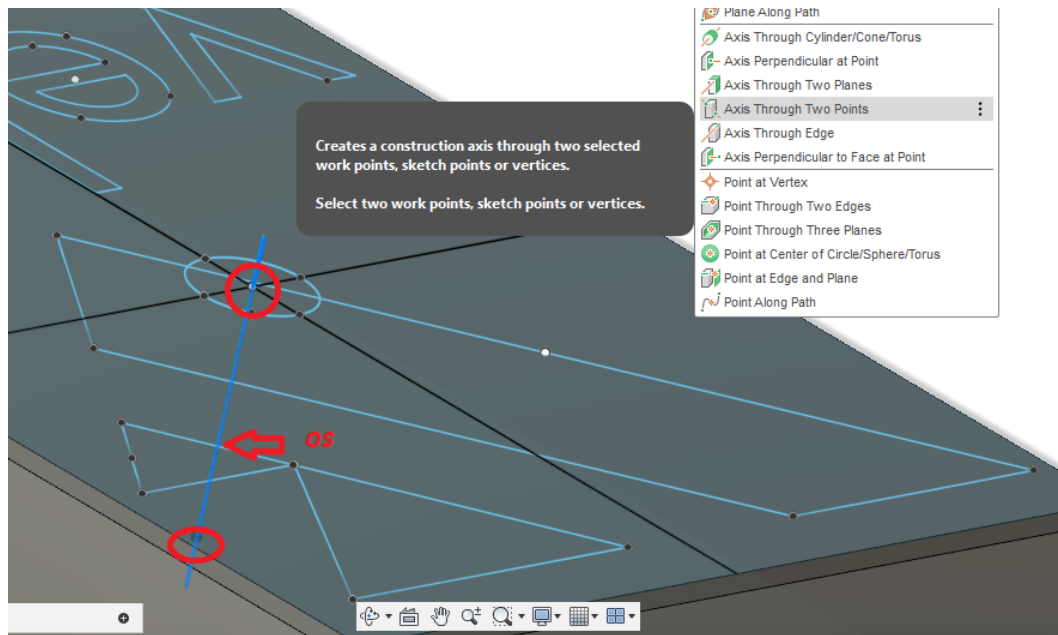 Plane Along Path
Axis Through Cylinder/Cone/Torus
Axis Perpendicular at Point
Axis Through Two Planes
Axis Through Two Points
Axis Through Edge
Axis Perpendicular to Face at Point
Point at Vertex
Point Through Two Edges
Point Through Three Planes
Point at Center of Circle/Sphere/Torus
Point at Edge and Plane
Point Along Path
Creates a construction axis through two selected
work points, sketch points or vertices.
Select two work points, sketch points or vertices.
OS